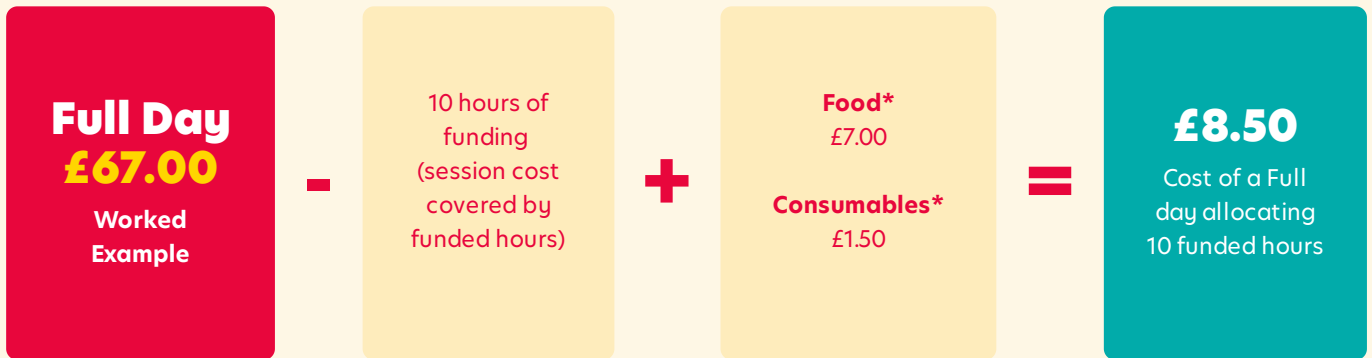 Full Day
£67.00
Worked
Example
-
10 hours of
funding
(session cost
covered by
funded hours)
+
Food*
£7.00
Consumables*
£1.50
=
£8.50
Cost of a Full
day allocating
10 funded hours